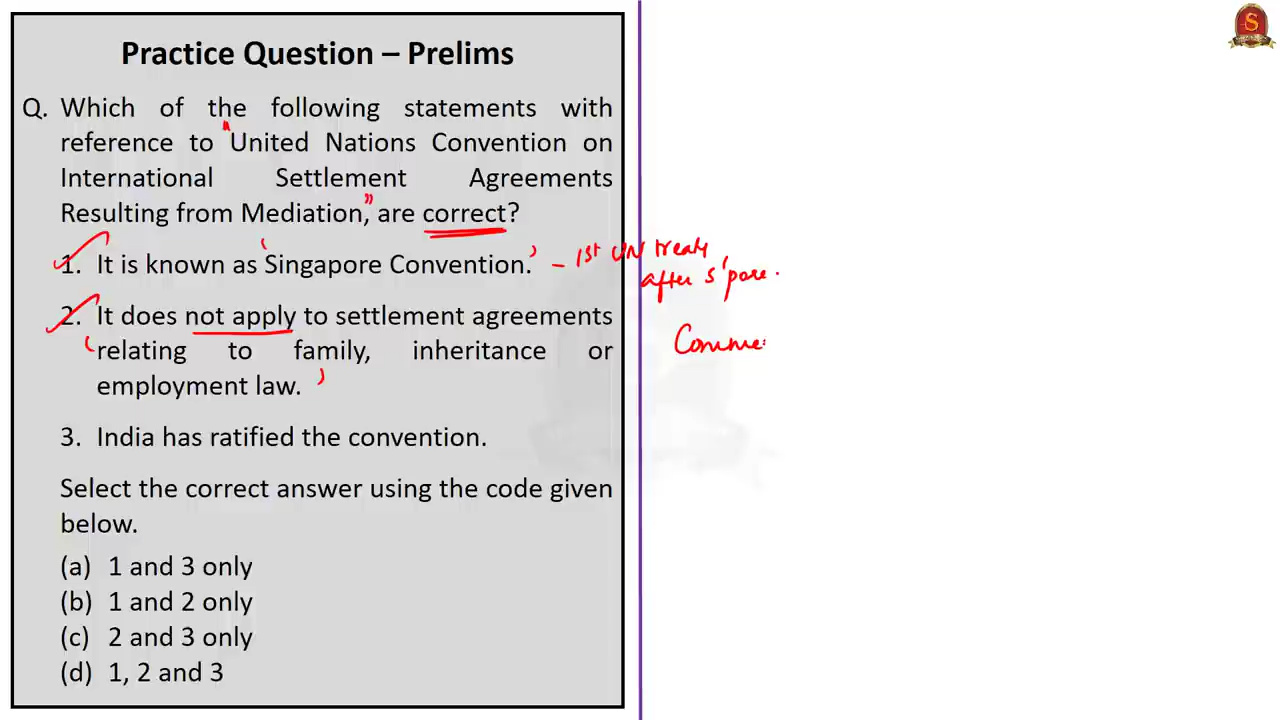 Practice Question – Prelims
Q. Which of the following statements with
reference to "United Nations Convention on
International Settlement Agreements
Resulting from Mediation," are correct?
1. It is known as 'Singapore Convention.' – 1st UN treaty
after S'pore.
2. It does not apply to settlement agreements
Comme
(relating to family, inheritance or
employment law.)
3. India has ratified the convention.
Select the correct answer using the code given
below.
(a) 1 and 3 only
(b) 1 and 2 only
(c) 2 and 3 only
(d) 1, 2 and 3
S